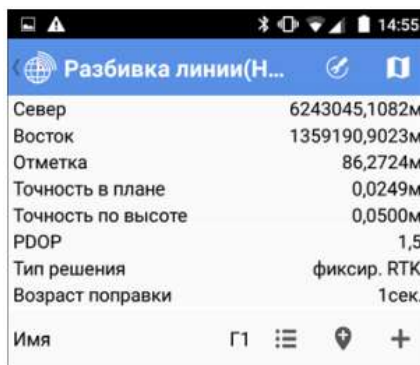 14:55
Разбивка линии(Н...
Север 6243045,1082м
Восток 1359190,9023м
Отметка 86,2724м
Точность в плане 0,0249м
Точность по высоте 0,0500м
PDOP 1,5
Тип решения фиксир. RTK
Возраст поправки 1сек.
Имя Г1